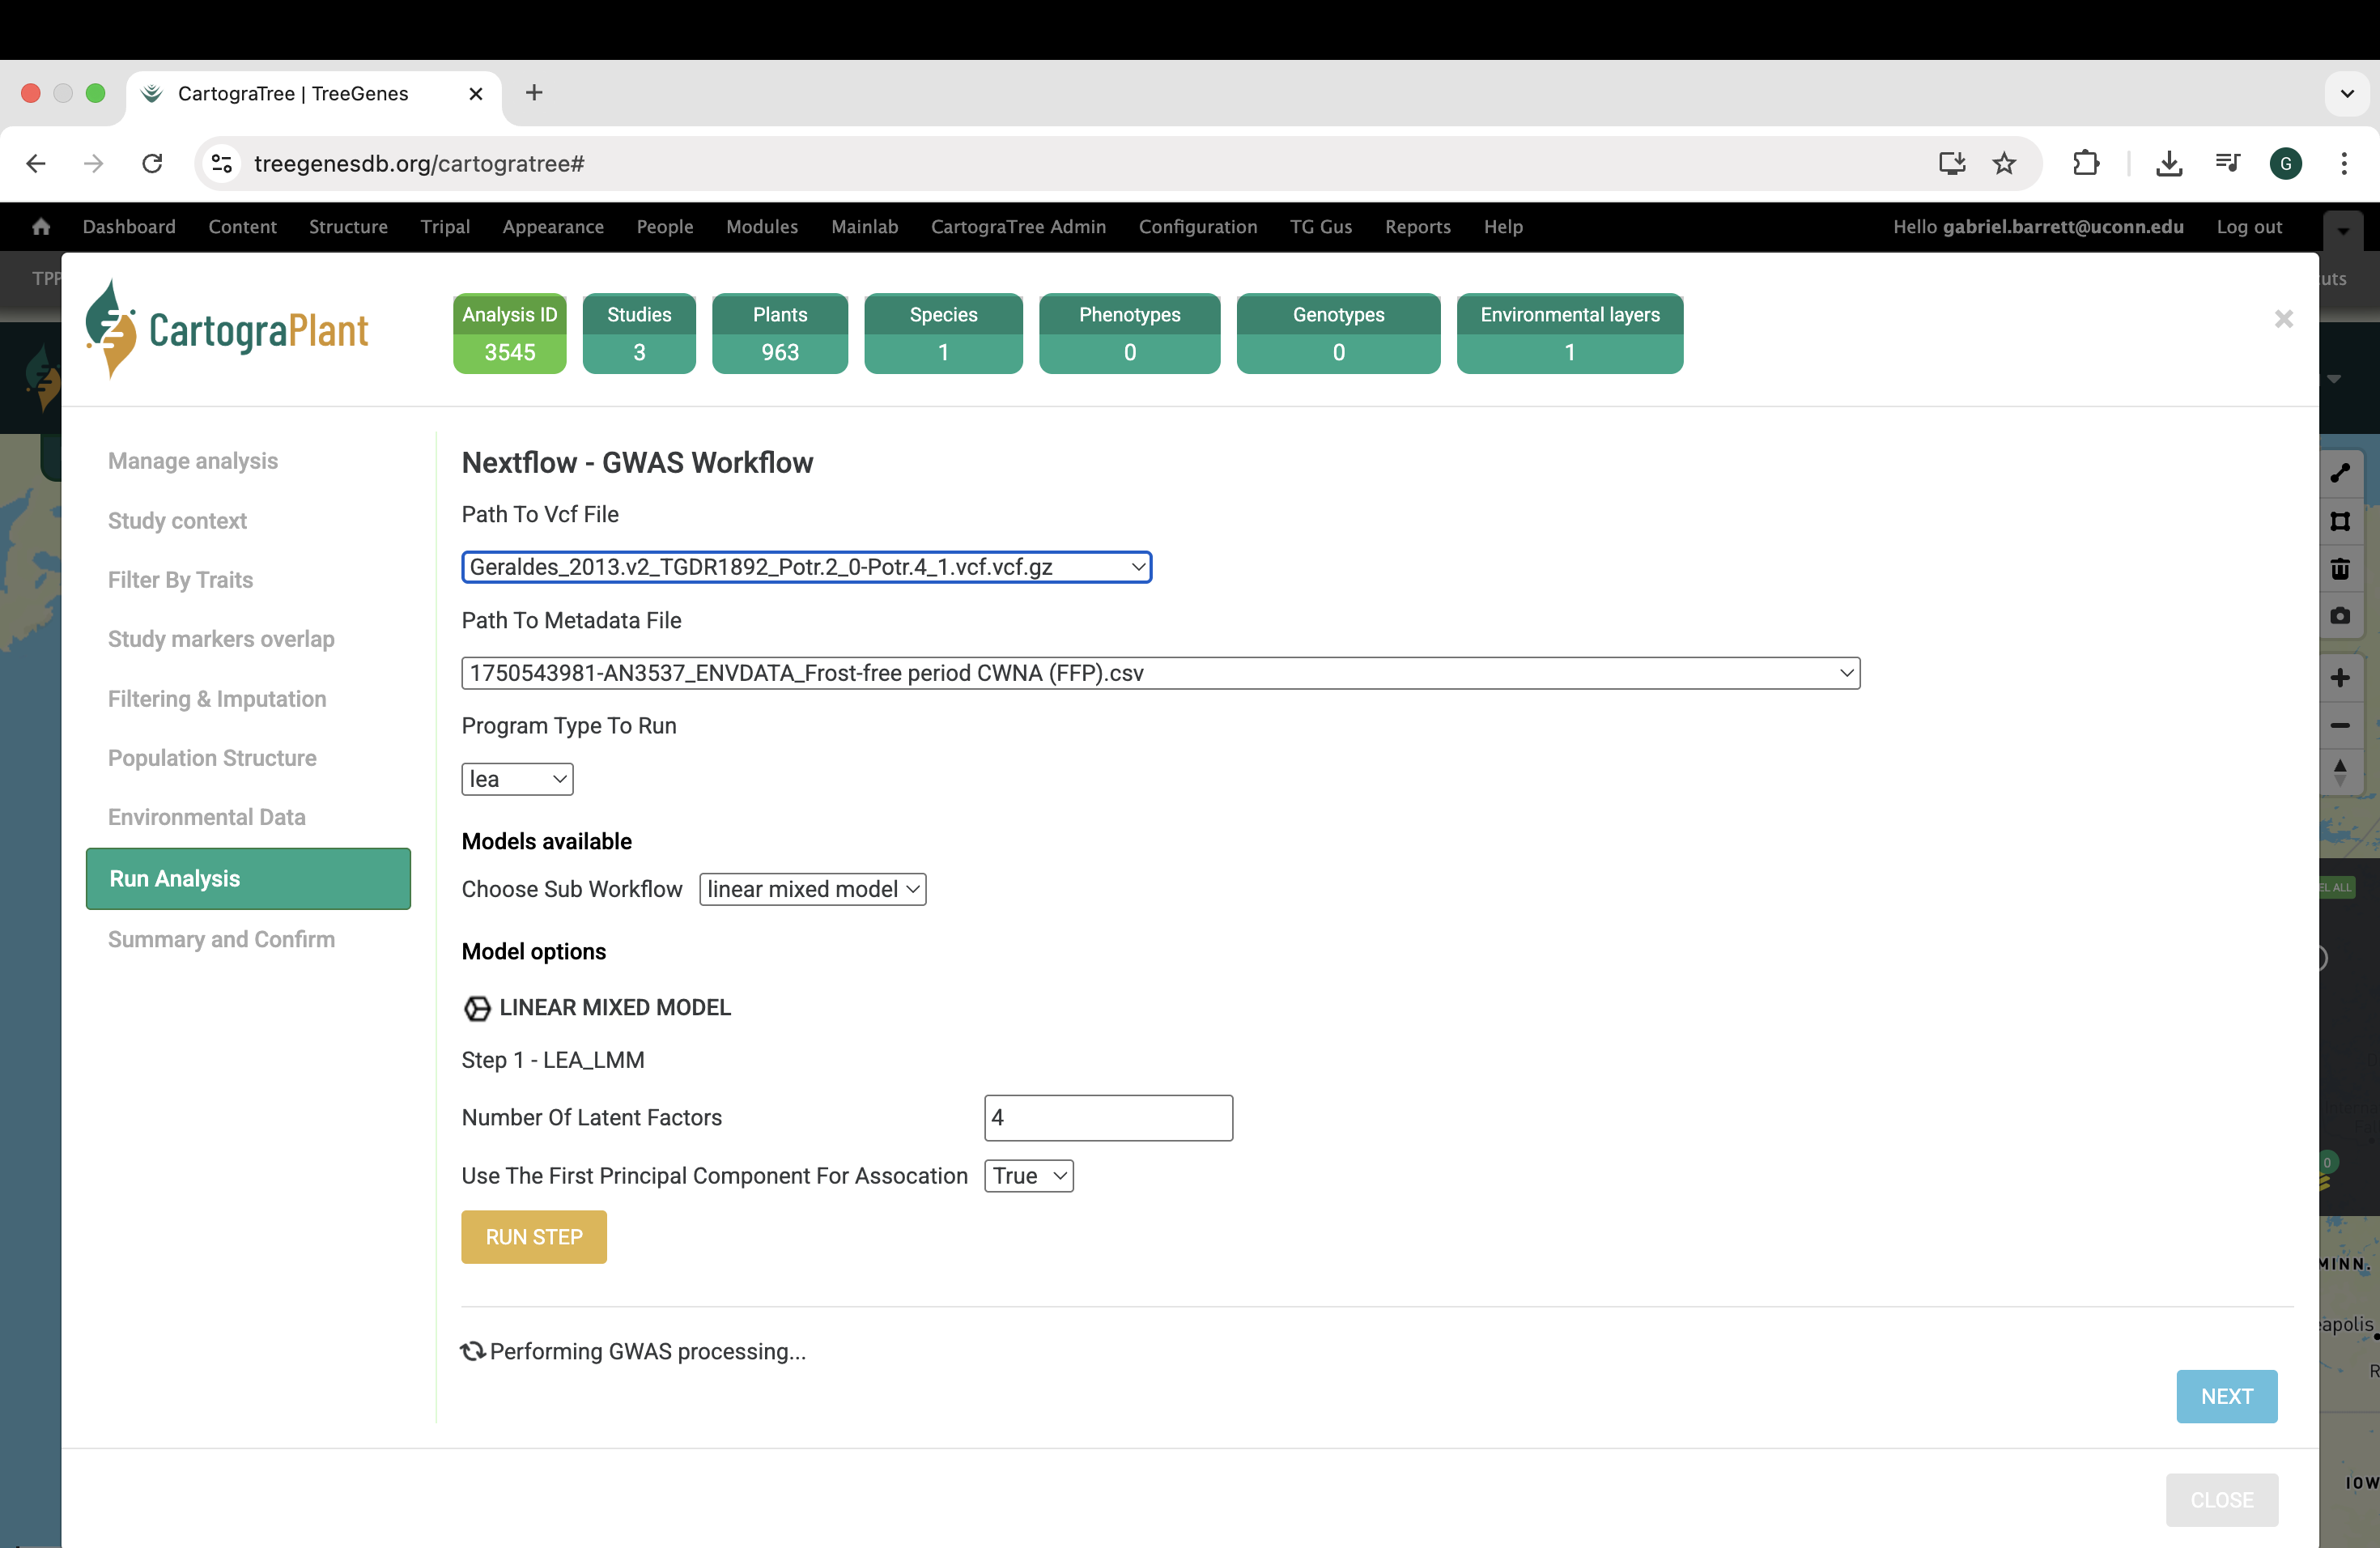 CartograTree | TreeGenes
treegenesdb.org/cartogratree#
G
Dashboard Content Structure Tripal Appearance People Modules Mainlab CartograTree Admin Configuration TG Gus Reports Help Hello gabriel.barrett@uconn.edu Log out
TPP
uts
CartograPlant
Analysis ID Studies Plants Species Phenotypes Genotypes Environmental layers
3545 3 963 1 0 0 1
Manage analysis
Study context
Filter By Traits
Study markers overlap
Filtering & Imputation
Population Structure
Environmental Data
Run Analysis
Summary and Confirm
Nextflow - GWAS Workflow
Path To Vcf File
Geraldes_2013.v2_TGDR1892_Potr.2_0-Potr.4_1.vcf.vcf.gz
Path To Metadata File
1750543981-AN3537_ENVDATA_Frost-free period CWNA (FFP).csv
Program Type To Run
lea
Models available
Choose Sub Workflow linear mixed model
Model options
LINEAR MIXED MODEL
Step 1 - LEA_LMM
Number Of Latent Factors 4
Use The First Principal Component For Assocation True
RUN STEP
Performing GWAS processing...
NEXT
CLOSE
EL ALL
0
MINN.
eapolis
R
IOW